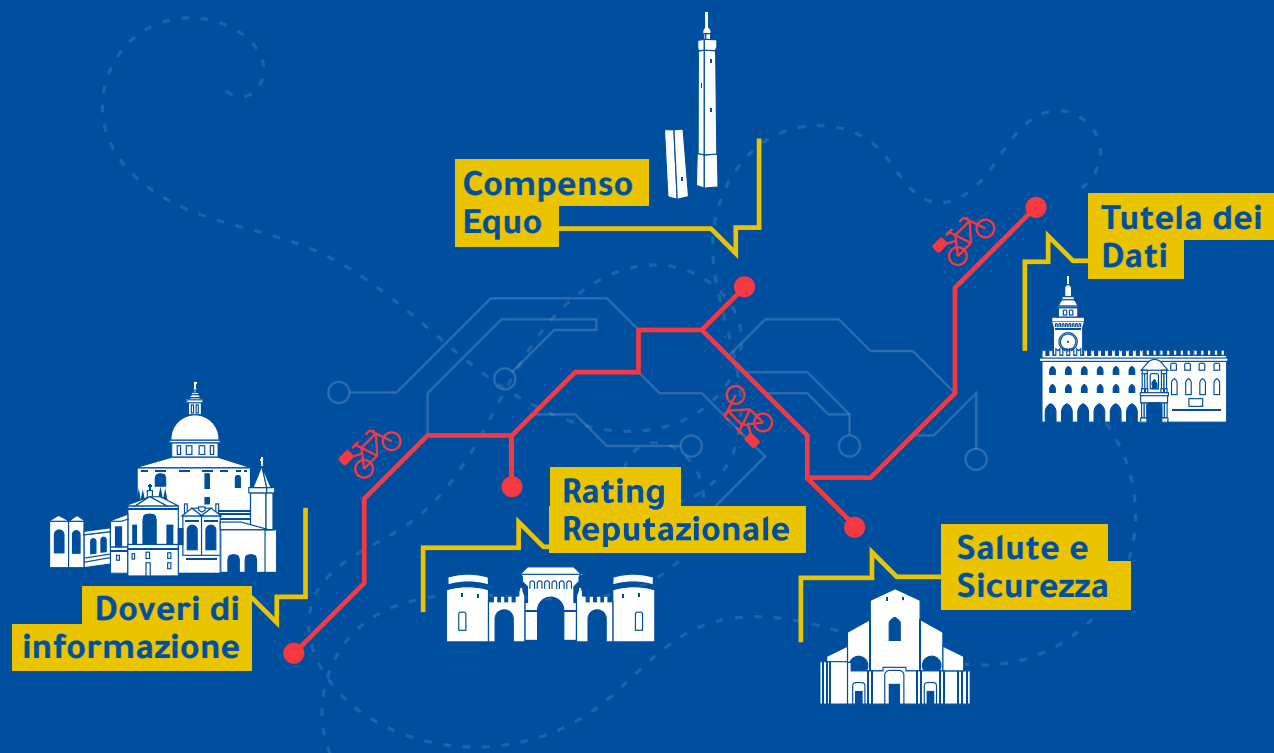 Compenso
Equo
Tutela dei
Dati
Rating
Reputazionale
Salute e
Sicurezza
Doveri di
informazione